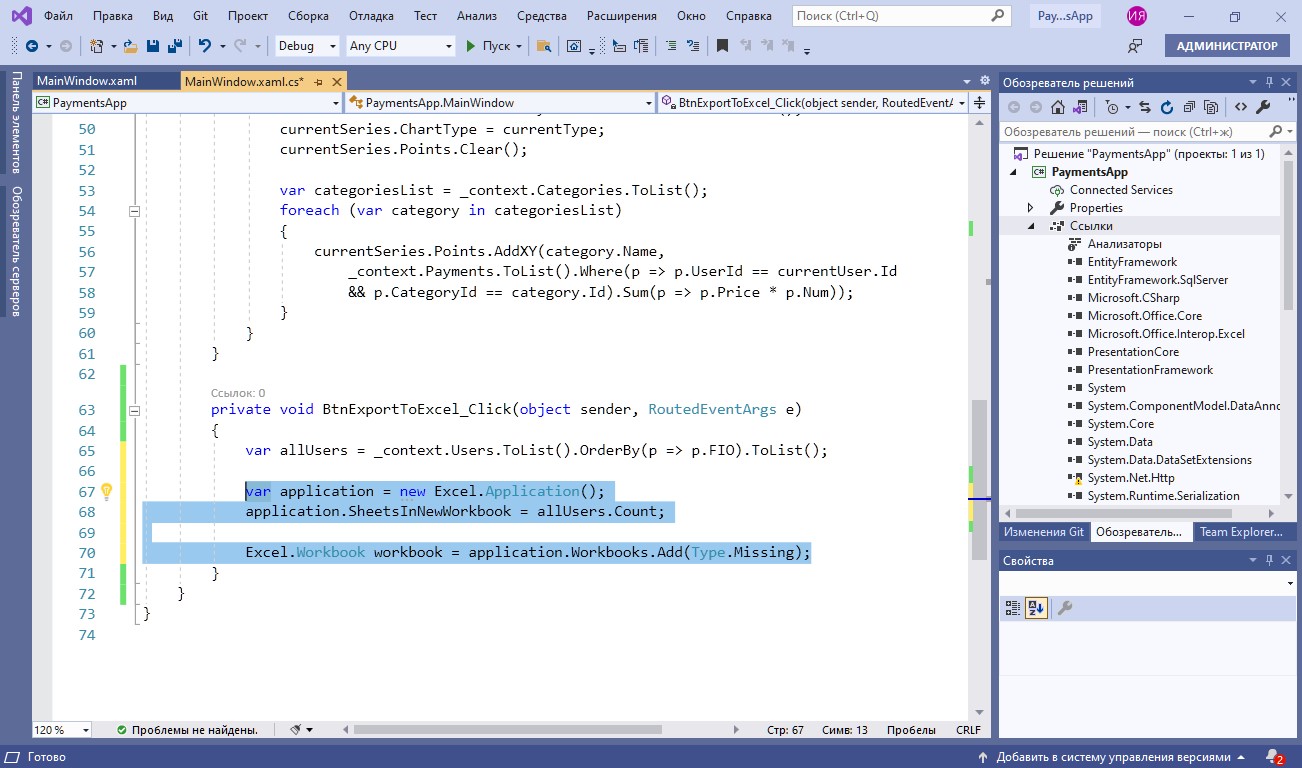 Файл Правка Вид Git Проект Сборка Отладка Тест Анализ Средства Расширения Окно Справка Поиск (Ctrl+Q) Pay...sApp ИЯ
Debug Any CPU Пуск АДМИНИСТРАТОР
Панель элементов
Обозреватель серверов
MainWindow.xaml MainWindow.xaml.cs*
PaymentsApp PaymentsApp.MainWindow BtnExportToExcel_Click(object sender, RoutedEventA
50 currentSeries.ChartType = currentType;
51 currentSeries.Points.Clear();
52
53 var categoriesList = _context.Categories.ToList();
54 foreach (var category in categoriesList)
55 {
56 currentSeries.Points.AddXY(category.Name,
57 _context.Payments.ToList().Where(p => p.UserId == currentUser.Id
58 && p.CategoryId == category.Id).Sum(p => p.Price * p.Num));
59 }
60 }
61 }
62
Ссылок: 0
63 private void BtnExportToExcel_Click(object sender, RoutedEventArgs e)
64 {
65 var allUsers = _context.Users.ToList().OrderBy(p => p.FIO).ToList();
66
67 var application = new Excel.Application();
68 application.SheetsInNewWorkbook = allUsers.Count;
69
70 Excel.Workbook workbook = application.Workbooks.Add(Type.Missing);
71 }
72 }
73 }
74
120 % Проблемы не найдены. Стр: 67 Симв: 13 Пробелы CRLF
Обозреватель решений
Обозреватель решений — поиск (Ctrl+ж)
Решение "PaymentsApp" (проекты: 1 из 1)
PaymentsApp
Connected Services
Properties
Ссылки
Анализаторы
EntityFramework
EntityFramework.SqlServer
Microsoft.CSharp
Microsoft.Office.Core
Microsoft.Office.Interop.Excel
PresentationCore
PresentationFramework
System
System.ComponentModel.DataAnno
System.Core
System.Data
System.Data.DataSetExtensions
System.Net.Http
System.Runtime.Serialization
Изменения Git Обозреватель... Team Explorer...
Свойства
Готово Добавить в систему управления версиями 2